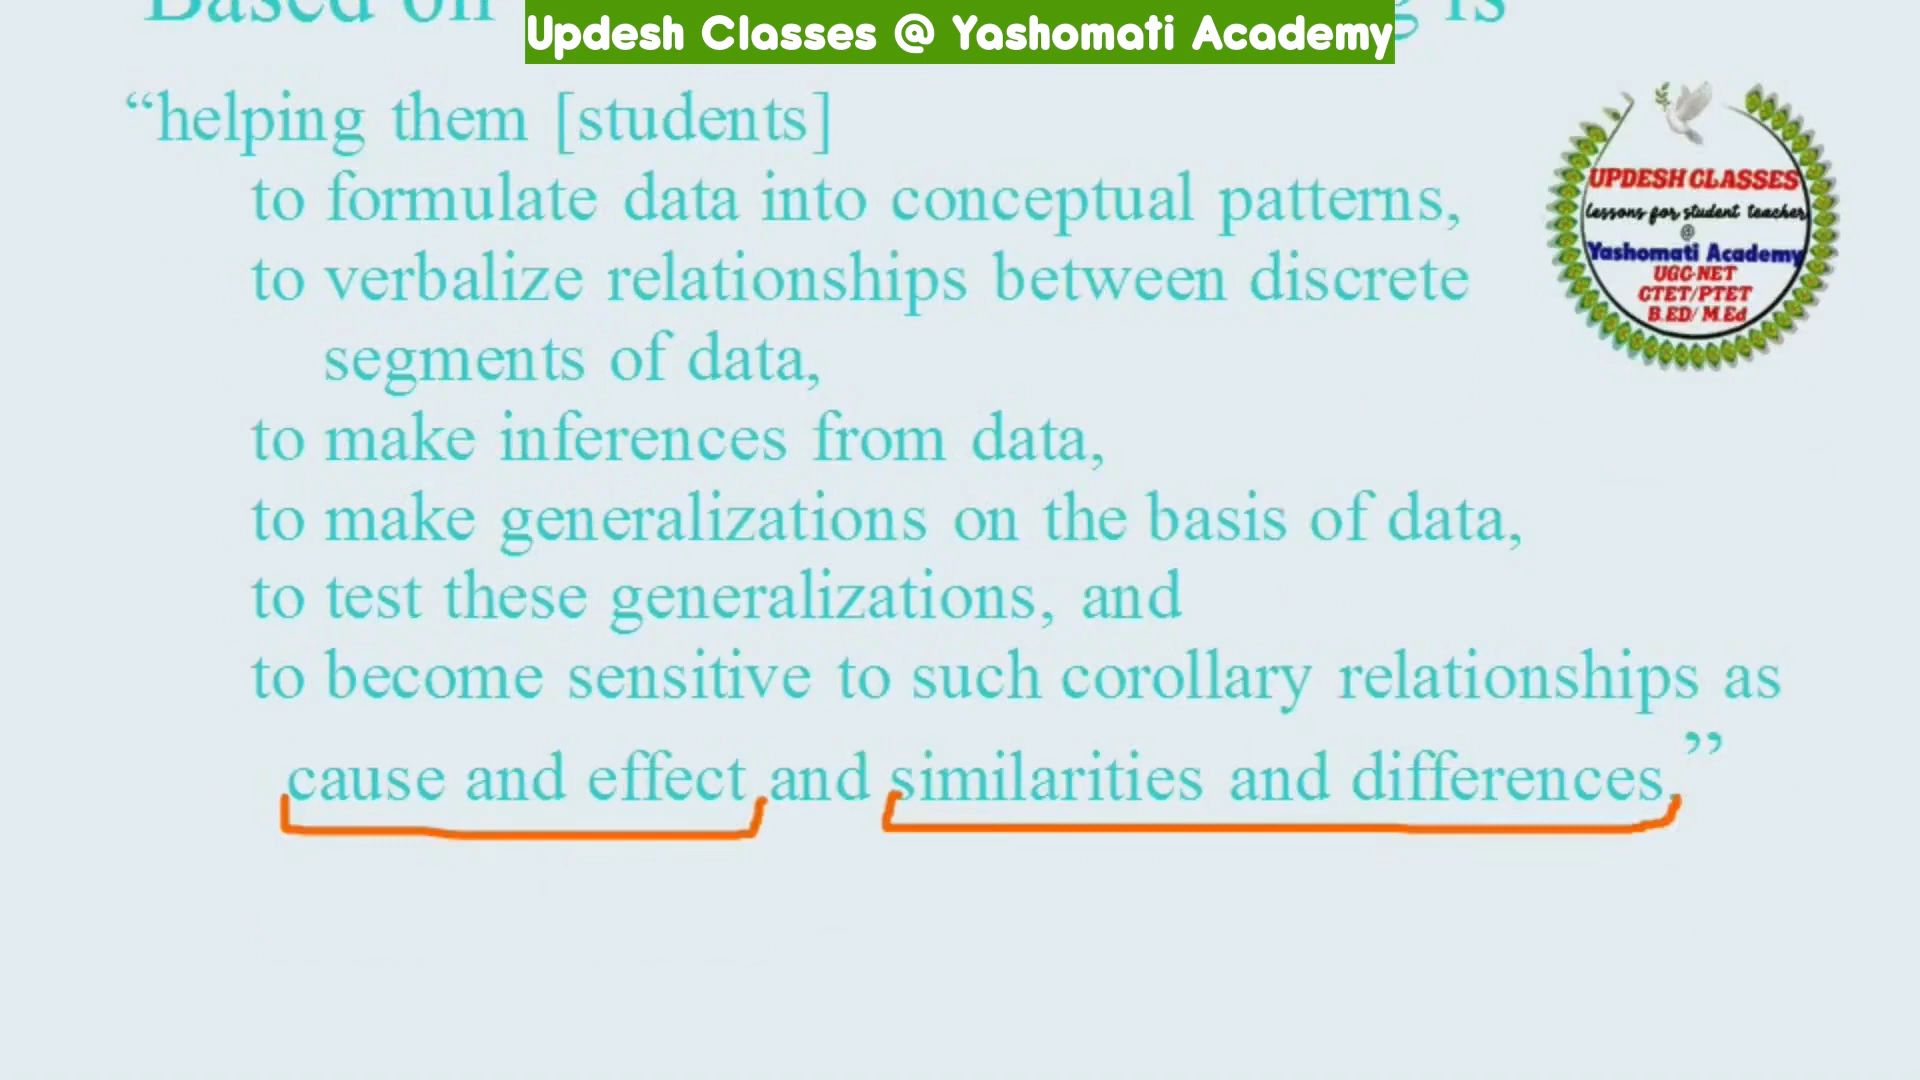 Based on
is
Updesh Classes @ Yashomati Academy
“helping them [students]
to formulate data into conceptual patterns,
to verbalize relationships between discrete
segments of data,
to make inferences from data,
to make generalizations on the basis of data,
to test these generalizations, and
to become sensitive to such corollary relationships as
cause and effect and similarities and differences.”
UPDESH CLASSES
lessons for student teacher
@
Yashomati Academy
UGC-NET
CTET/PTET
B.ED/ M.Ed